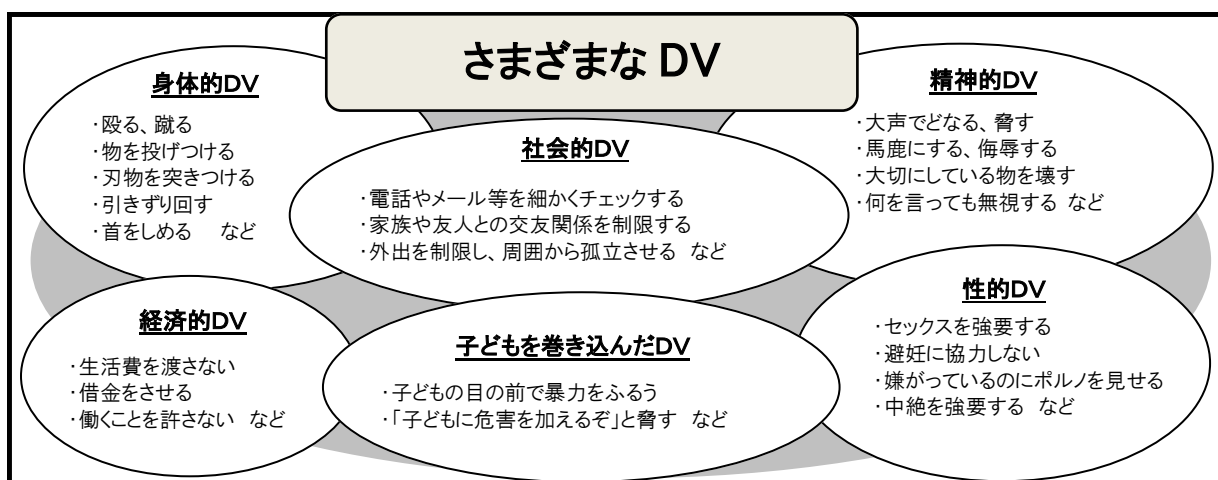 さまざまな DV
身体的DV
・殴る、蹴る
・物を投げつける
・刃物を突きつける
・引きずり回す
・首をしめる　など
社会的DV
・電話やメール等を細かくチェックする
・家族や友人との交友関係を制限する
・外出を制限し、周囲から孤立させる　など
精神的DV
・大声でどなる、脅す
・馬鹿にする、侮辱する
・大切にしている物を壊す
・何を言っても無視する　など
経済的DV
・生活費を渡さない
・借金をさせる
・働くことを許さない　など
子どもを巻き込んだDV
・子どもの目の前で暴力をふるう
・「子どもに危害を加えるぞ」と脅す　など
性的DV
・セックスを強要する
・避妊に協力しない
・嫌がっているのにポルノを見せる
・中絶を強要する　など